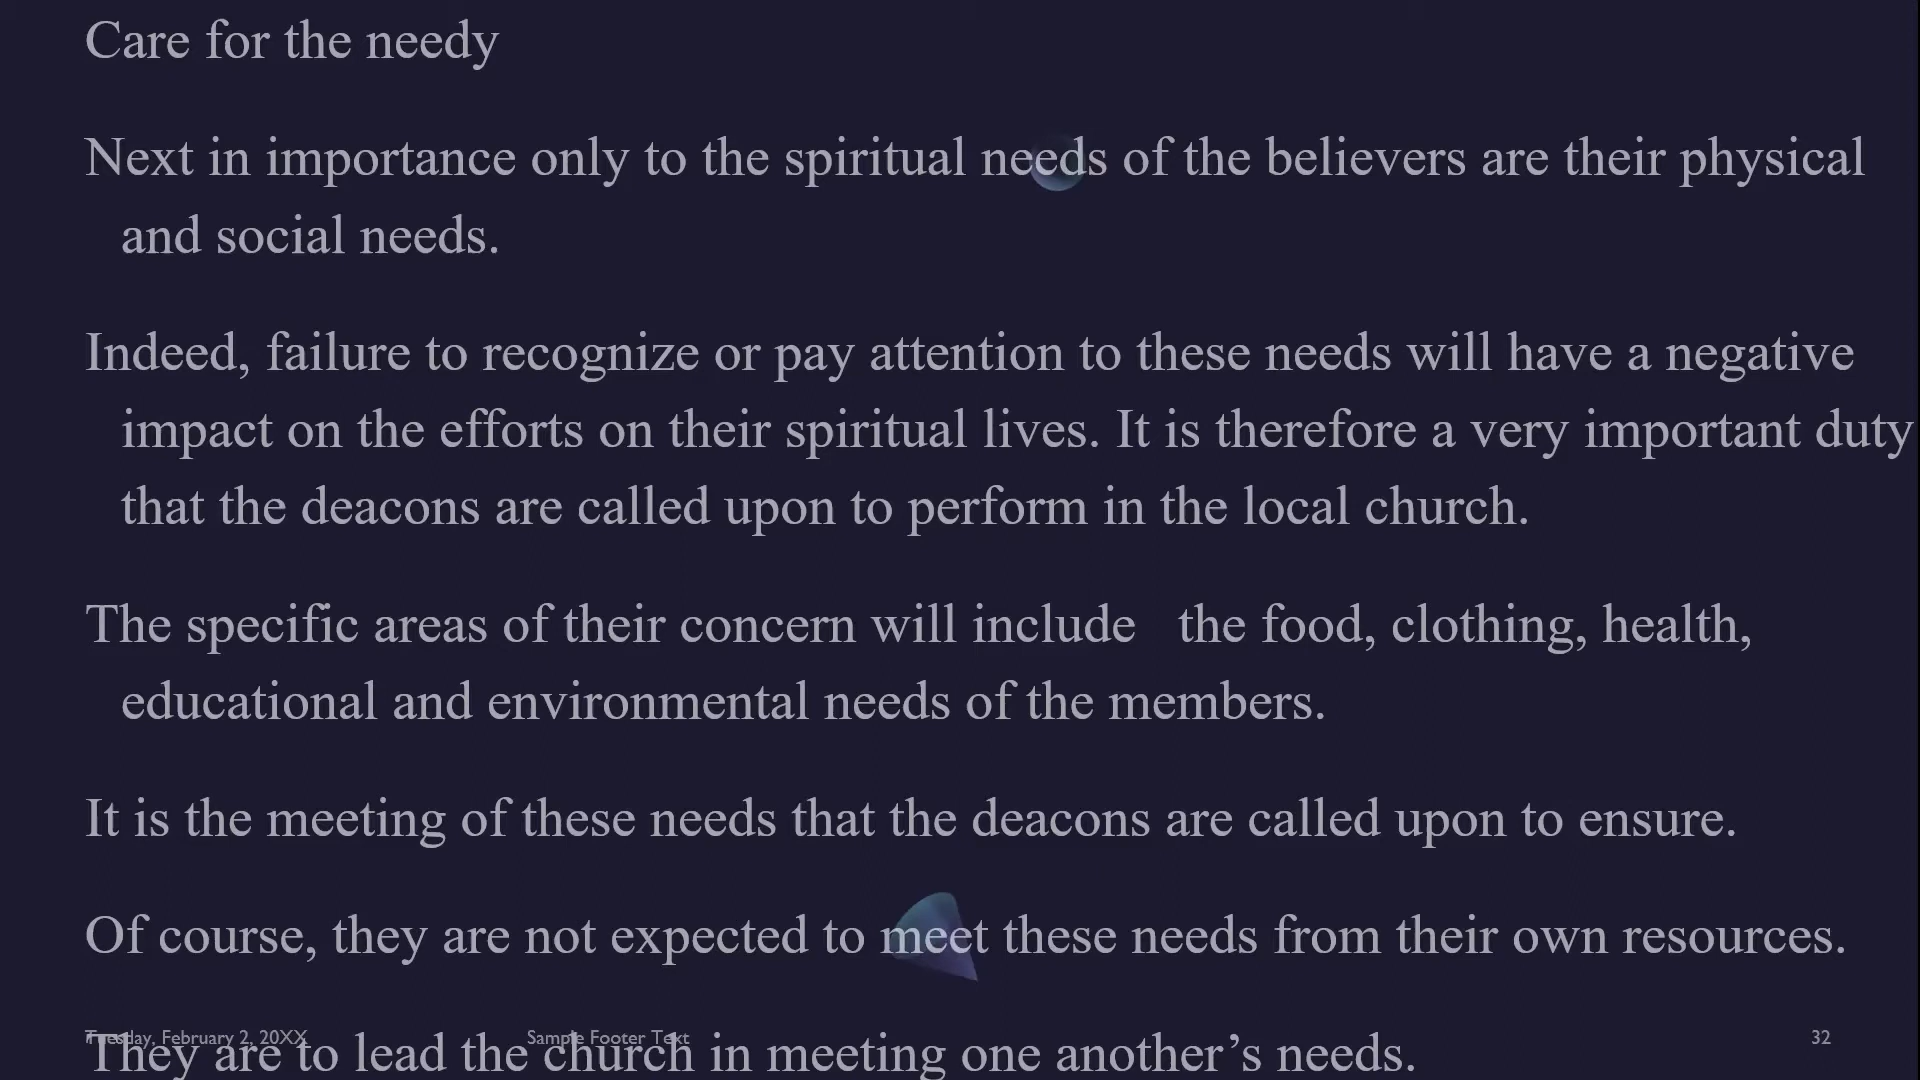 Care for the needy
Next in importance only to the spiritual needs of the believers are their physical
and social needs.
Indeed, failure to recognize or pay attention to these needs will have a negative
impact on the efforts on their spiritual lives. It is therefore a very important duty
that the deacons are called upon to perform in the local church.
The specific areas of their concern will include   the food, clothing, health,
educational and environmental needs of the members.
It is the meeting of these needs that the deacons are called upon to ensure.
Of course, they are not expected to meet these needs from their own resources.
Tuesday, February 2, 20XX
Sample Footer Text
32
They are to lead the church in meeting one another’s needs.